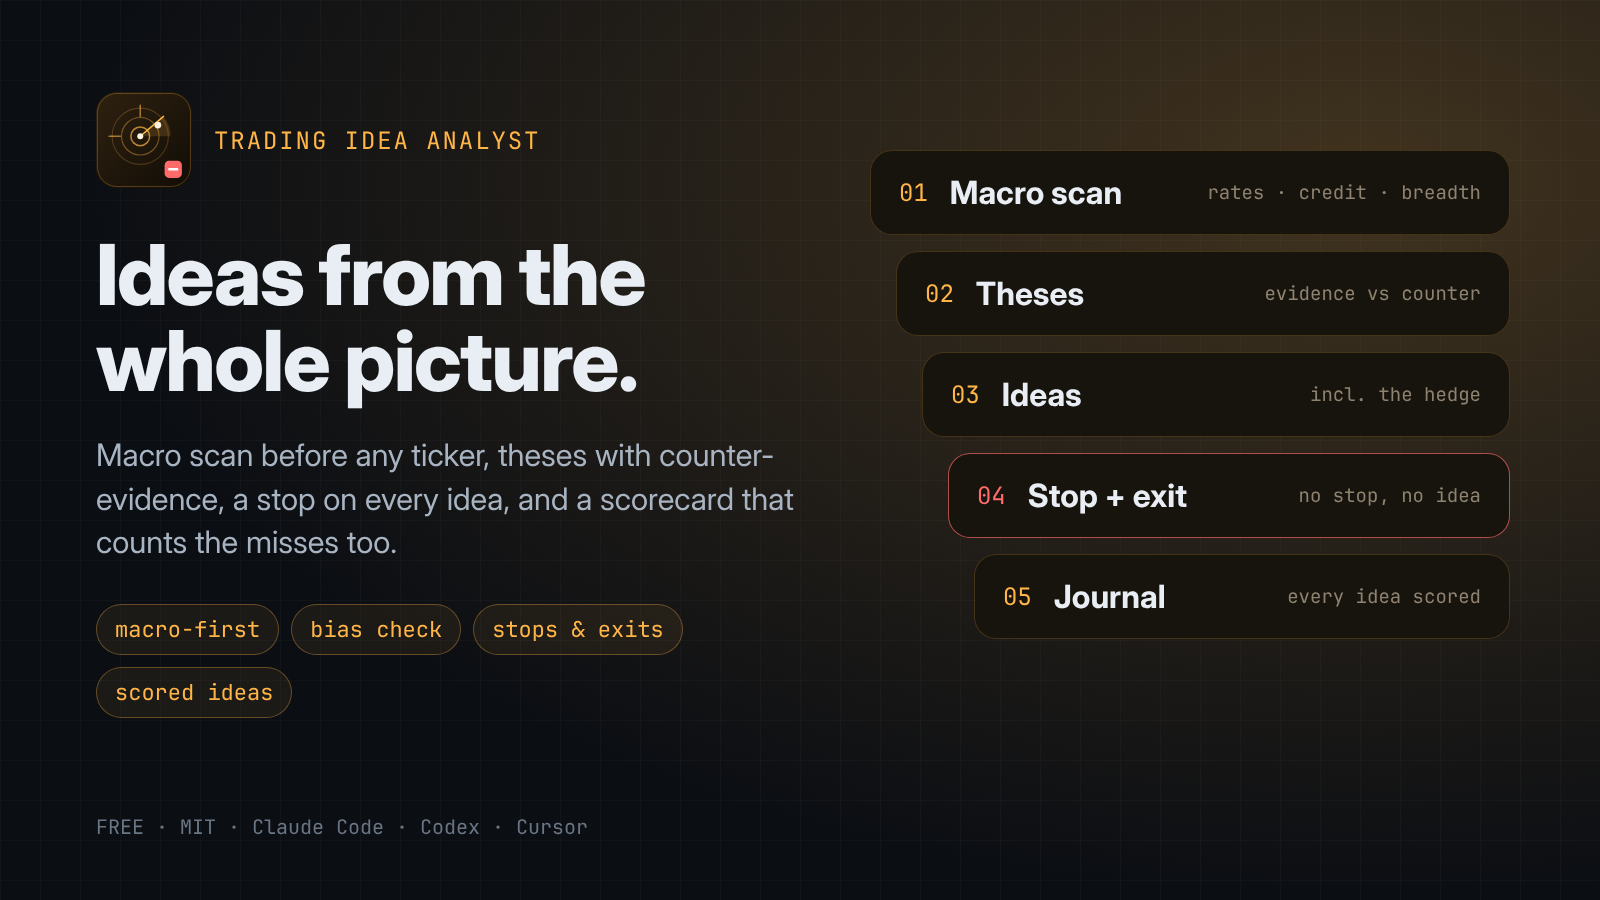 TRADING IDEA ANALYST
Ideas from the
whole picture.
Macro scan before any ticker, theses with counter-
evidence, a stop on every idea, and a scorecard that
counts the misses too.
macro-first
bias check
stops & exits
scored ideas
FREE · MIT · Claude Code · Codex · Cursor
01 Macro scan rates · credit · breadth
02 Theses evidence vs counter
03 Ideas incl. the hedge
04 Stop + exit no stop, no idea
05 Journal every idea scored